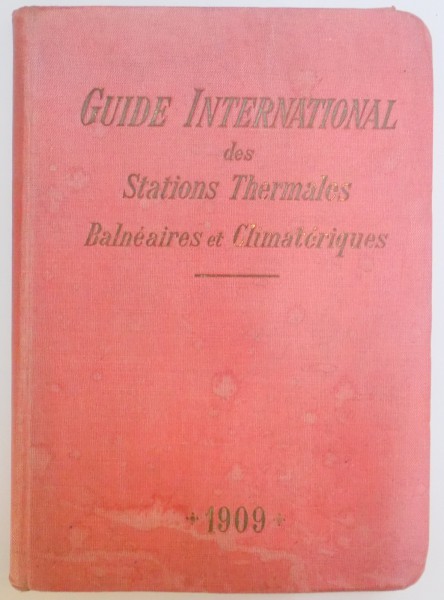 GUIDE INTERNATIONAL
des
Stations Thermales
Balnéaires et Climatériques
+ 1909 +